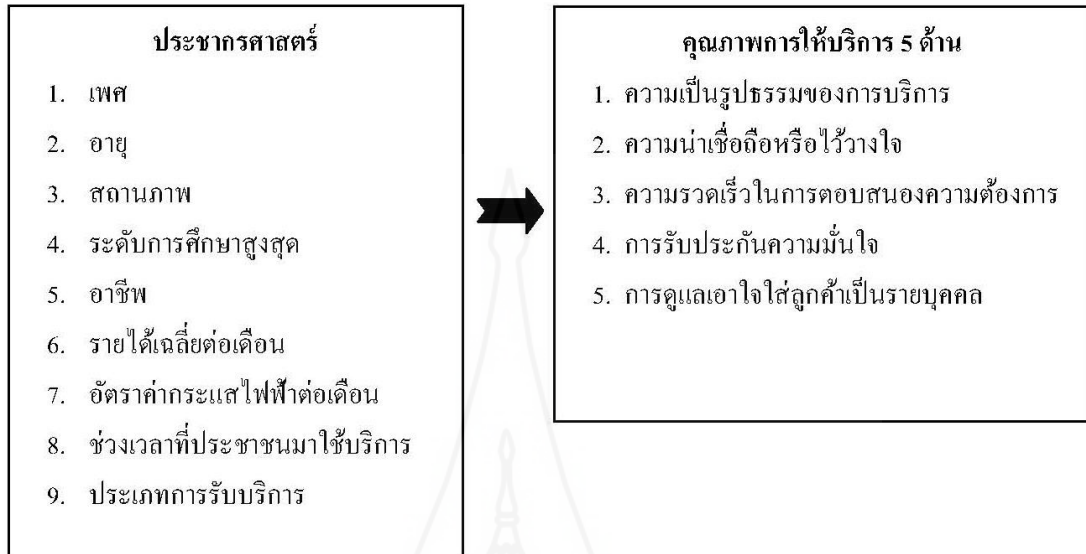 ประชากรศาสตร์
1. เพศ
2. อายุ
3. สถานภาพ
4. ระดับการศึกษาสูงสุด
5. อาชีพ
6. รายได้เฉลี่ยต่อเดือน
7. อัตราค่ากระแสไฟฟ้าต่อเดือน
8. ช่วงเวลาที่ประชาชนมาใช้บริการ
9. ประเภทการรับบริการ
คุณภาพการให้บริการ 5 ด้าน
1. ความเป็นรูปธรรมของการบริการ
2. ความน่าเชื่อถือหรือไว้วางใจ
3. ความรวดเร็วในการตอบสนองความต้องการ
4. การรับประกันความมั่นใจ
5. การดูแลเอาใจใส่ลูกค้าเป็นรายบุคคล